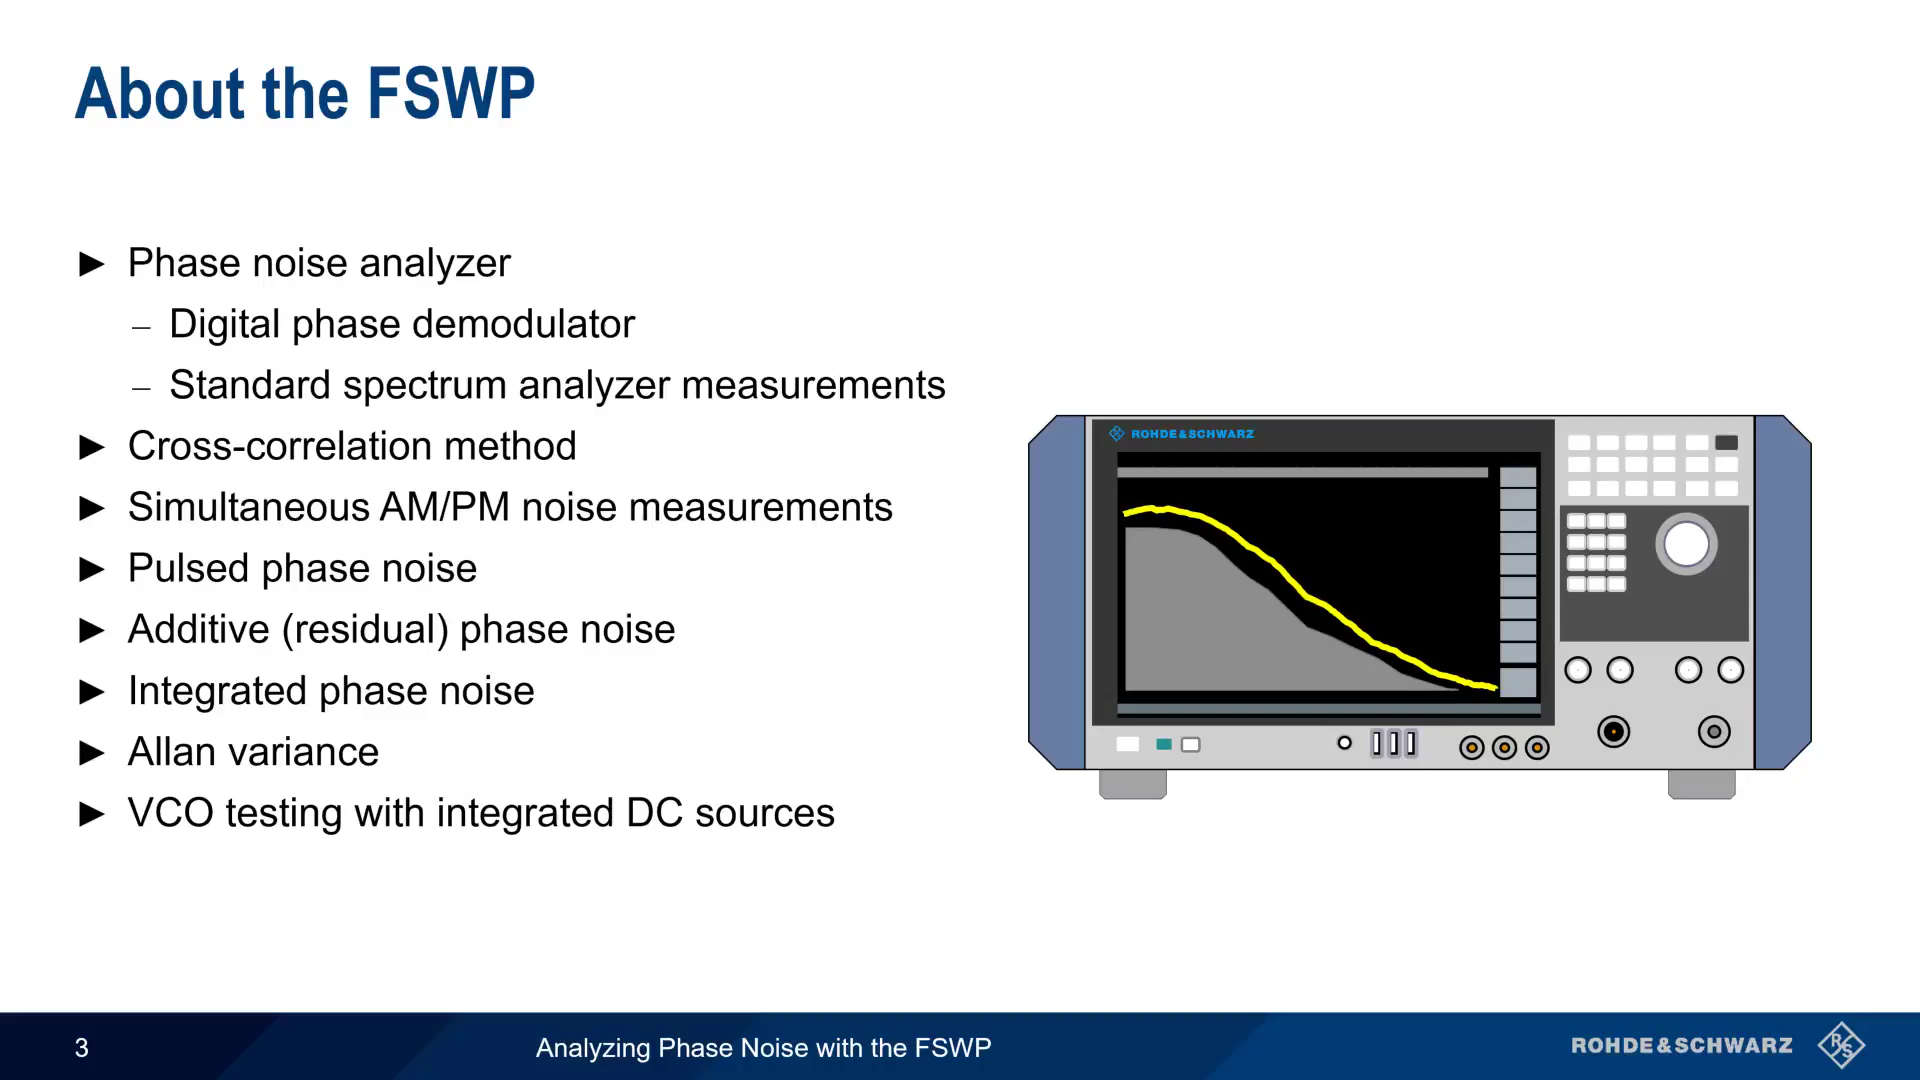 About the FSWP
► Phase noise analyzer
– Digital phase demodulator
– Standard spectrum analyzer measurements
► Cross-correlation method
► Simultaneous AM/PM noise measurements
► Pulsed phase noise
► Additive (residual) phase noise
► Integrated phase noise
► Allan variance
► VCO testing with integrated DC sources
ROHDE&SCHWARZ
3
Analyzing Phase Noise with the FSWP
ROHDE&SCHWARZ
RS